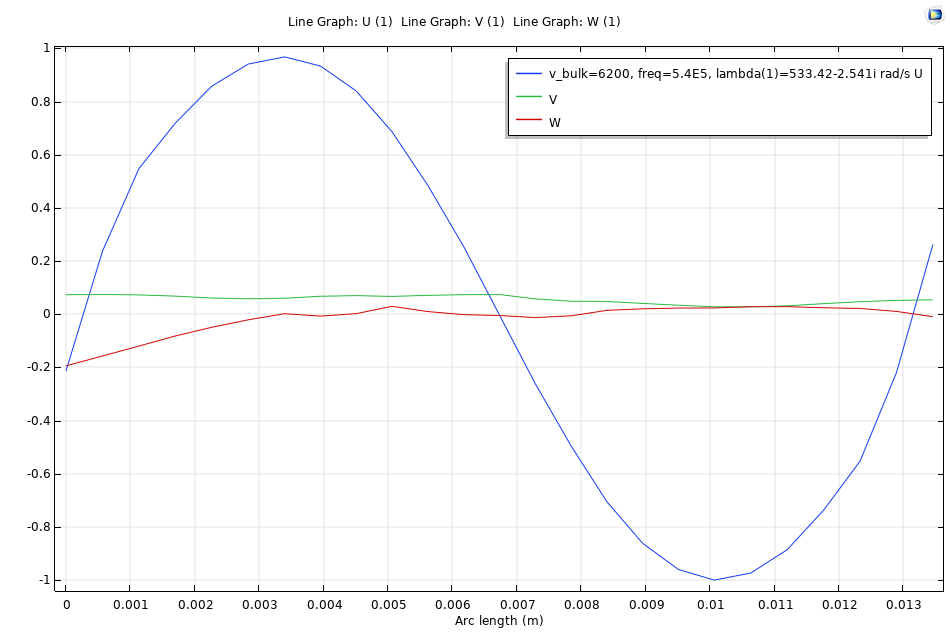 Line Graph: U (1)  Line Graph: V (1)  Line Graph: W (1)
v_bulk=6200, freq=5.4E5, lambda(1)=533.42-2.541i rad/s U
V
W
1
0.8
0.6
0.4
0.2
0
-0.2
-0.4
-0.6
-0.8
-1
0 0.001 0.002 0.003 0.004 0.005 0.006 0.007 0.008 0.009 0.01 0.011 0.012 0.013
Arc length (m)